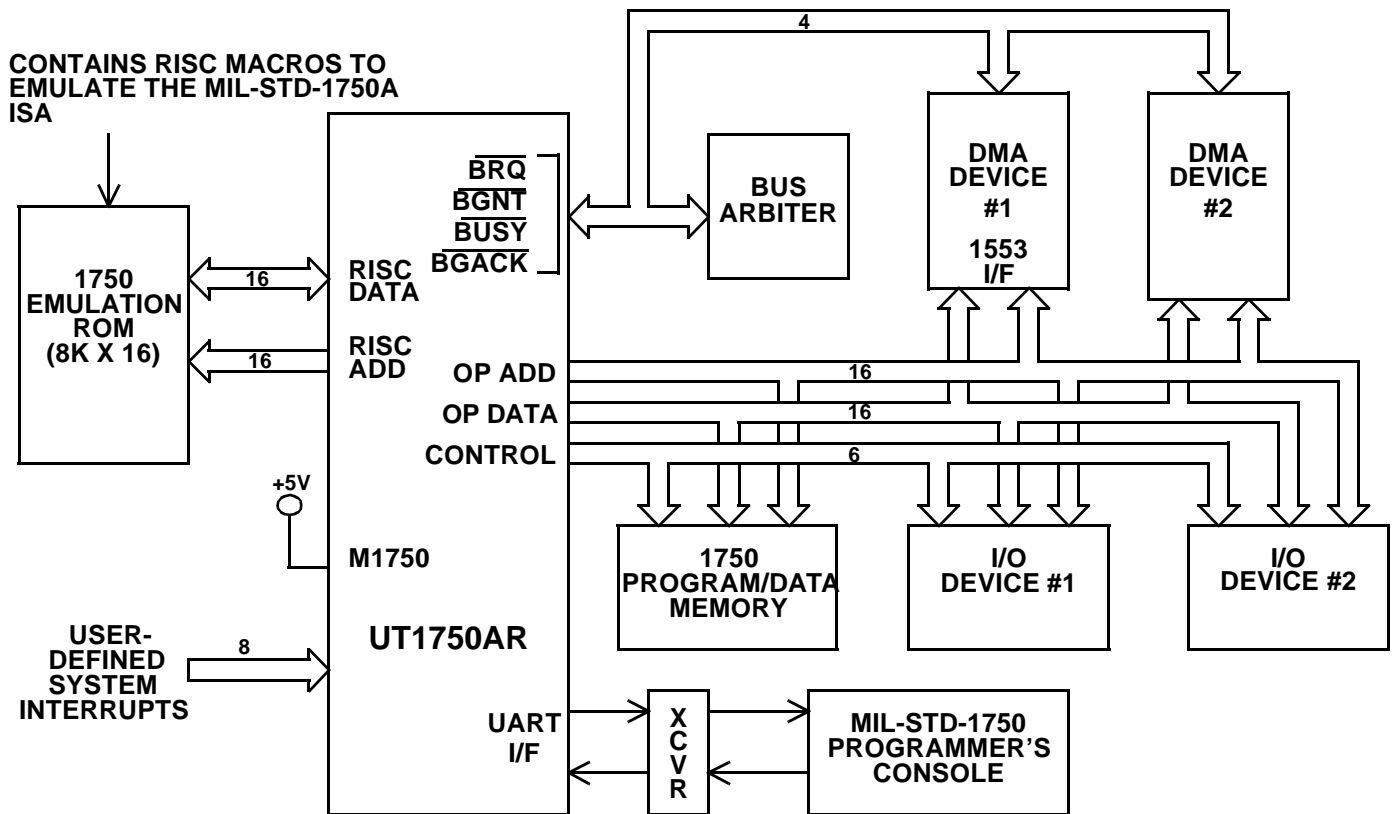 4
CONTAINS RISC MACROS TO
EMULATE THE MIL-STD-1750A
ISA
BRQ
BGNT
BUSY
BGACK
BUS
ARBITER
DMA
DEVICE
#1
1553
I/F
DMA
DEVICE
#2
1750
EMULATION
ROM
(8K X 16)
16
RISC
DATA
16
RISC
ADD
OP ADD
16
OP DATA
16
CONTROL
6
+5V
M1750
1750
PROGRAM/DATA
MEMORY
I/O
DEVICE #1
I/O
DEVICE #2
USER-
DEFINED
SYSTEM
INTERRUPTS
8
UT1750AR
UART
I/F
X
C
V
R
MIL-STD-1750
PROGRAMMER’S
CONSOLE